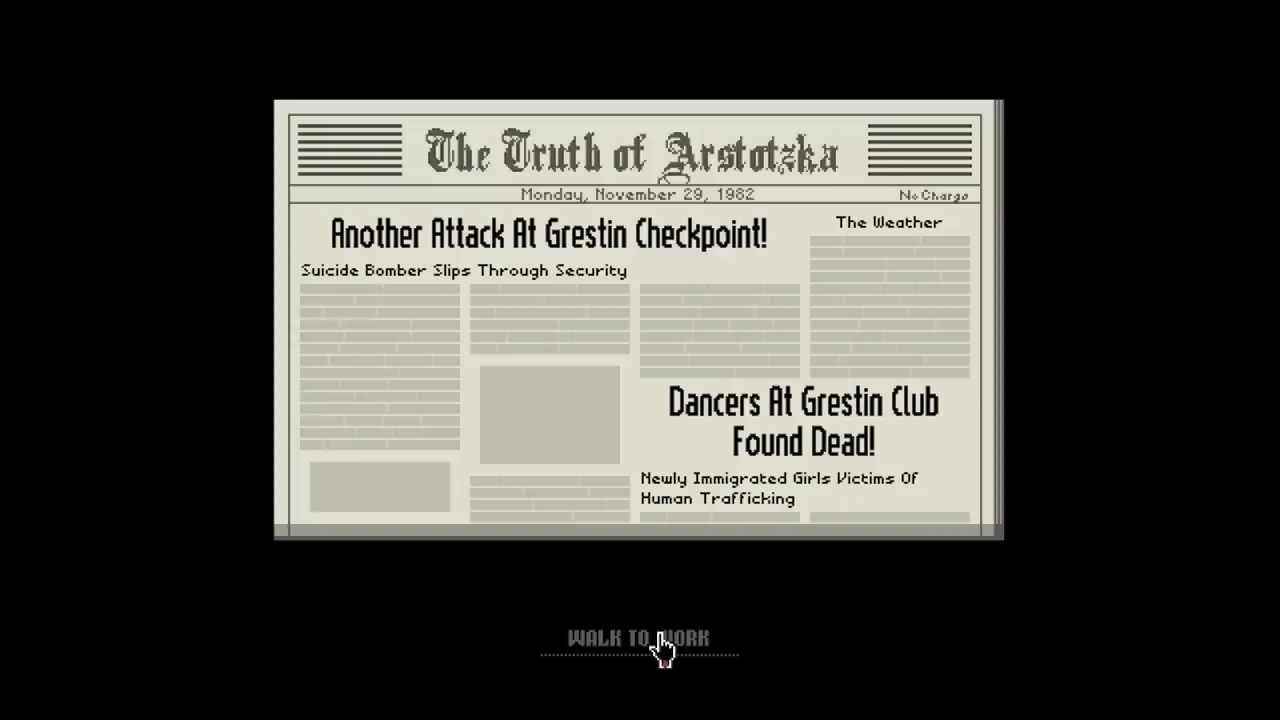 The Truth of Arstotzka
Monday, November 29, 1982
No Charge
Another Attack At Grestin Checkpoint!
Suicide Bomber Slips Through Security
The Weather
Dancers At Grestin Club
Found Dead!
Newly Immigrated Girls Victims Of
Human Trafficking
WALK TO WORK